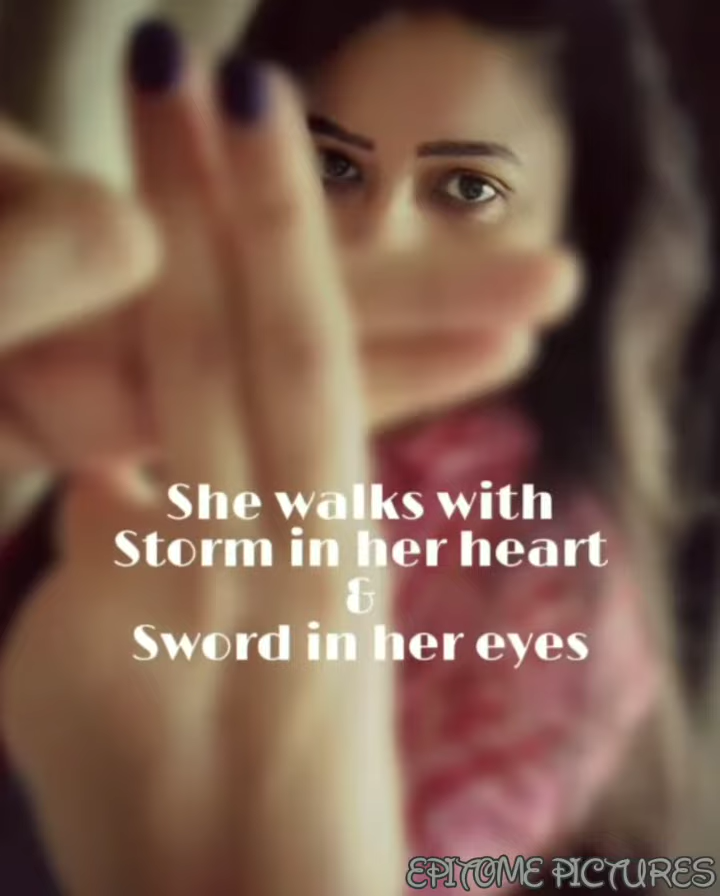 She walks with
Storm in her heart
&
Sword in her eyes
EPITOME PICTURES